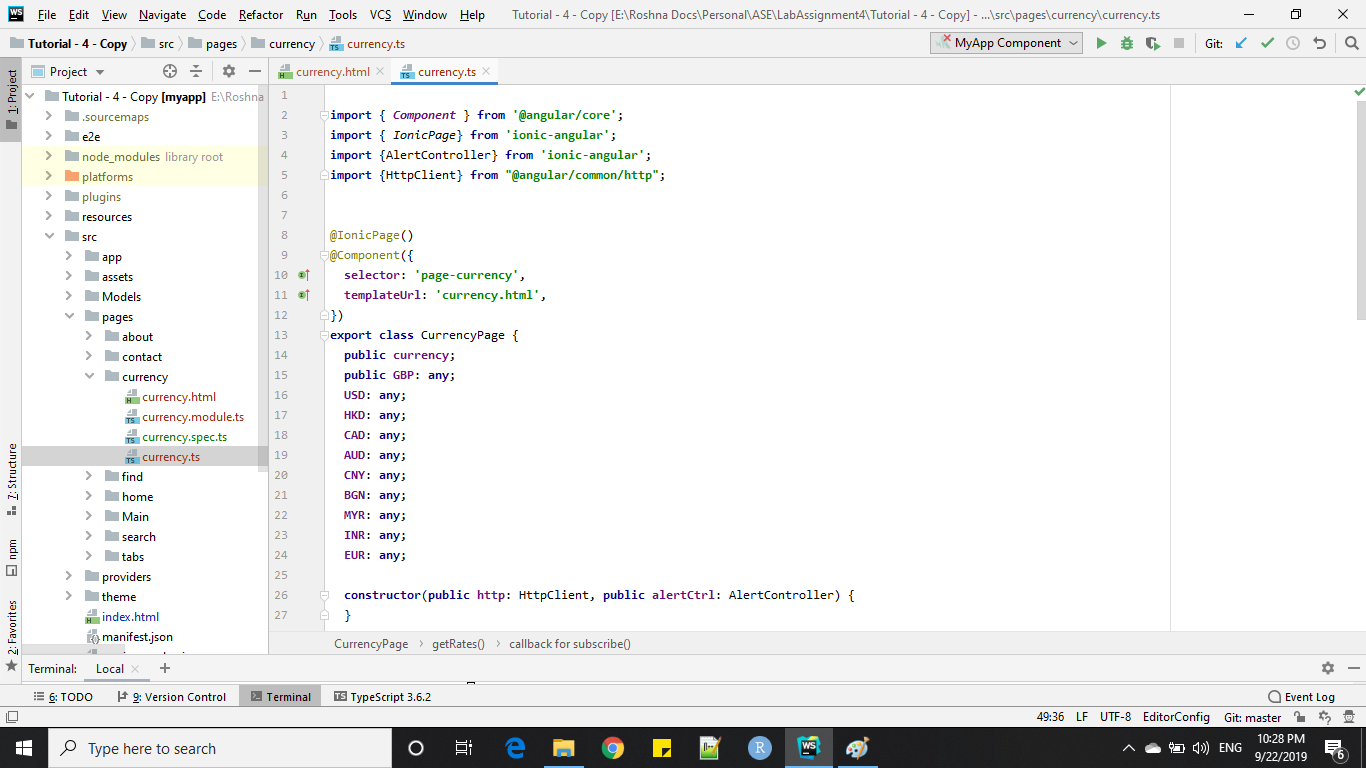 WS File Edit View Navigate Code Refactor Run Tools VCS Window Help Tutorial - 4 - Copy [E:\Roshna Docs\Personal\ASE\LabAssignment4\Tutorial - 4 - Copy] - ...\src\pages\currency\currency.ts
Tutorial - 4 - Copy src pages currency currency.ts MyApp Component Git:
1: Project
7: Structure
npm
2: Favorites
Project
Tutorial - 4 - Copy [myapp] E:\Roshna
.sourcemaps
e2e
node_modules library root
platforms
plugins
resources
src
app
assets
Models
pages
about
contact
currency
currency.html
currency.module.ts
currency.spec.ts
currency.ts
find
home
Main
search
tabs
providers
theme
index.html
manifest.json
currency.html currency.ts
1
2 import { Component } from '@angular/core';
3 import { IonicPage} from 'ionic-angular';
4 import {AlertController} from 'ionic-angular';
5 import {HttpClient} from "@angular/common/http";
6
7
8 @IonicPage()
9 @Component({
10 selector: 'page-currency',
11 templateUrl: 'currency.html',
12 })
13 export class CurrencyPage {
14 public currency;
15 public GBP: any;
16 USD: any;
17 HKD: any;
18 CAD: any;
19 AUD: any;
20 CNY: any;
21 BGN: any;
22 MYR: any;
23 INR: any;
24 EUR: any;
25
26 constructor(public http: HttpClient, public alertCtrl: AlertController) {
27 }
CurrencyPage getRates() callback for subscribe()
Terminal: Local
6: TODO 9: Version Control Terminal TypeScript 3.6.2 Event Log
49:36 LF UTF-8 EditorConfig Git: master
Type here to search
R
WS
ENG
10:28 PM
9/22/2019
6